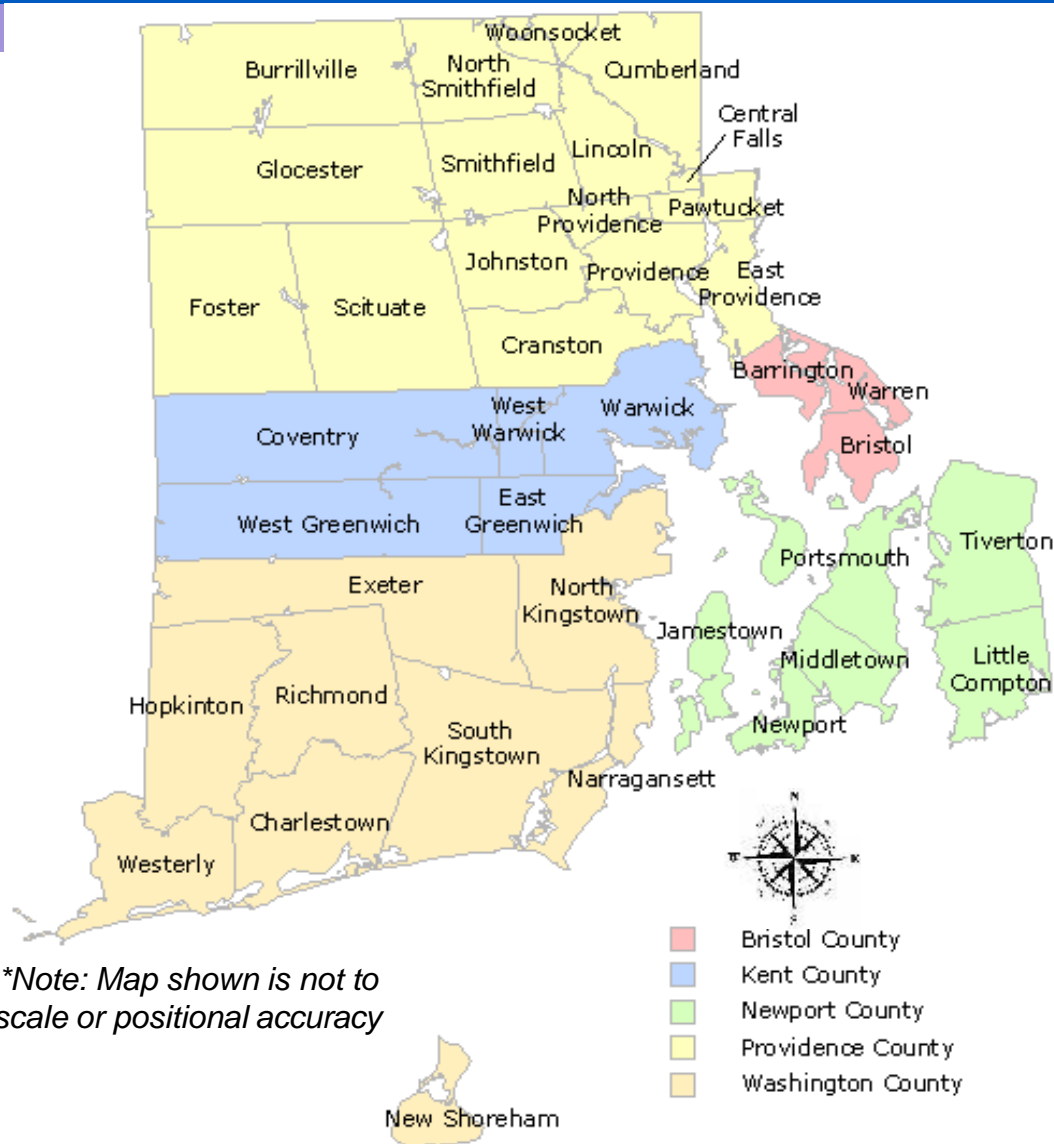 Woonsocket
Burrillville
North
Smithfield
Cumberland
Central
Falls
Glocester
Smithfield
Lincoln
North
Providence
Pawtucket
Johnston
Providence
East
Providence
Foster
Scituate
Cranston
Barrington
Warren
Bristol
Coventry
West
Warwick
Warwick
West Greenwich
East
Greenwich
Portsmouth
Tiverton
Exeter
North
Kingstown
Jamestown
Middletown
Little
Compton
Hopkinton
Richmond
South
Kingstown
Newport
Narragansett
Charlestown
Westerly
N
W
E
S
Bristol County
Kent County
Newport County
Providence County
Washington County
*Note: Map shown is not to
scale or positional accuracy
New Shoreham